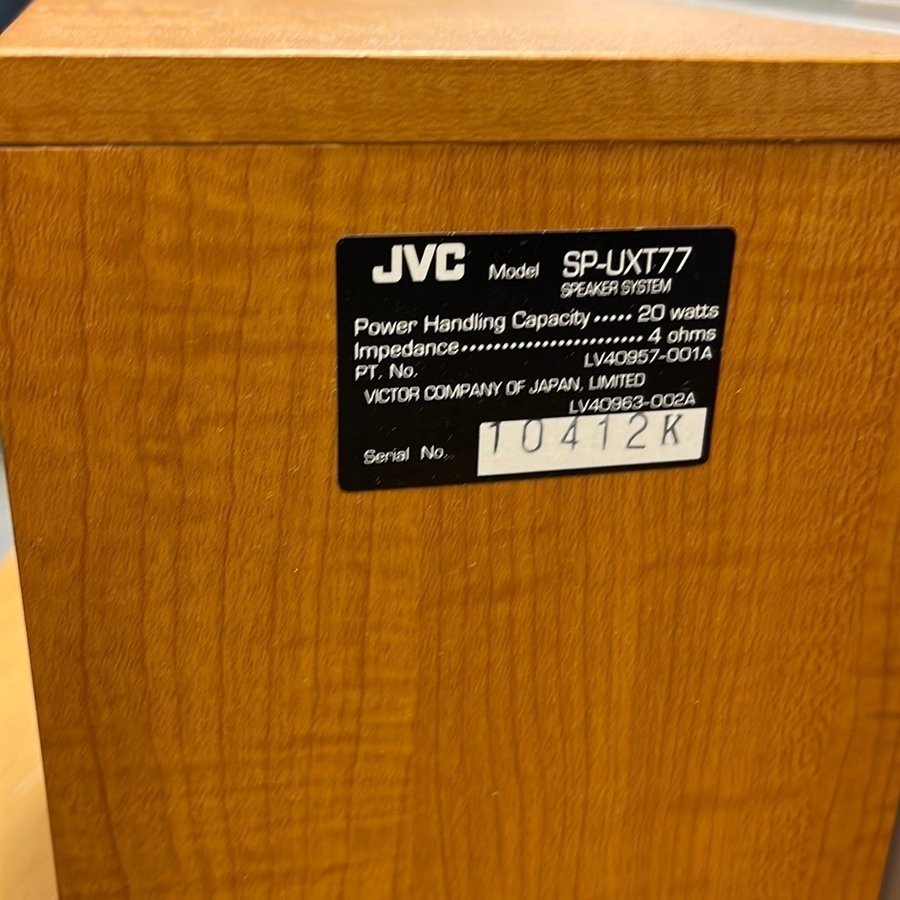 JVC Model SP-UXT77
SPEAKER SYSTEM
Power Handling Capacity ..... 20 watts
Impedance....................... 4 ohms
PT. No. LV40957-001A
VICTOR COMPANY OF JAPAN, LIMITED
LV40963-002A
Serial No. 10412K